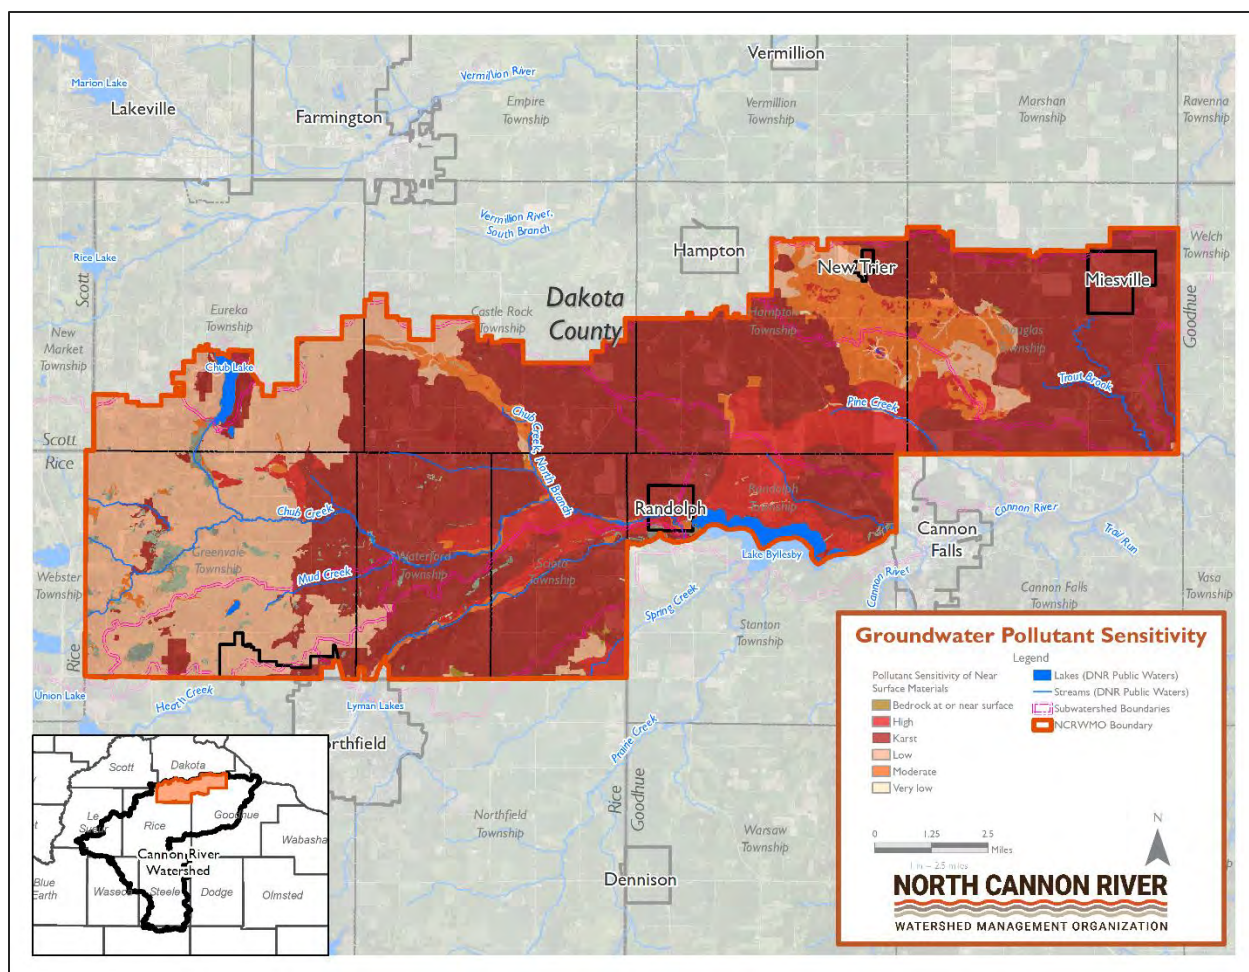 Vermillion
Marion Lake
Lakeville
Farmington
Vermillion River
Empire
Township
Vermillion
Township
Marshan
Township
Ravenna
Township
Vermillion River,
South Branch
Rice Lake
Scott
Hampton
New Trier
Miesville
Welch
Township
Goodhue
Dakota
County
Eureka
Township
Castle Rock
Township
Hampton
Township
Douglas
Township
New
Market
Township
Chub Lake
Trout Brook
Pine Creek
Chub Creek, North Branch
Scott
Rice
Chub Creek
Randolph
Randolph
Township
Cannon
Falls
Cannon River
Trail Run
Greenvale
Township
Waterford
Township
Sciota
Township
Mud Creek
Lake Byllesby
Cannon River
Webster
Township
Spring Creek
Stanton
Township
Cannon Falls
Township
Vasa
Township
Rice
Union Lake
Heath Creek
Lyman Lakes
Prairie Creek
Rice
Goodhue
Northfield
Township
Warsaw
Township
Dennison
Groundwater Pollutant Sensitivity
Legend
Pollutant Sensitivity of Near
Surface Materials
Bedrock at or near surface
High
Karst
Low
Moderate
Very low
Lakes (DNR Public Waters)
Streams (DNR Public Waters)
Subwatershed Boundaries
NCRWMO Boundary
N
0 1.25 2.5
Miles
1 in = 2.5 miles
NORTH CANNON RIVER
WATERSHED MANAGEMENT ORGANIZATION
Scott
Dakota
Le
Sueur
Rice
Goodhue
Wabasha
Cannon River
Watershed
Blue
Earth
Waseca
Steele
Dodge
Olmsted